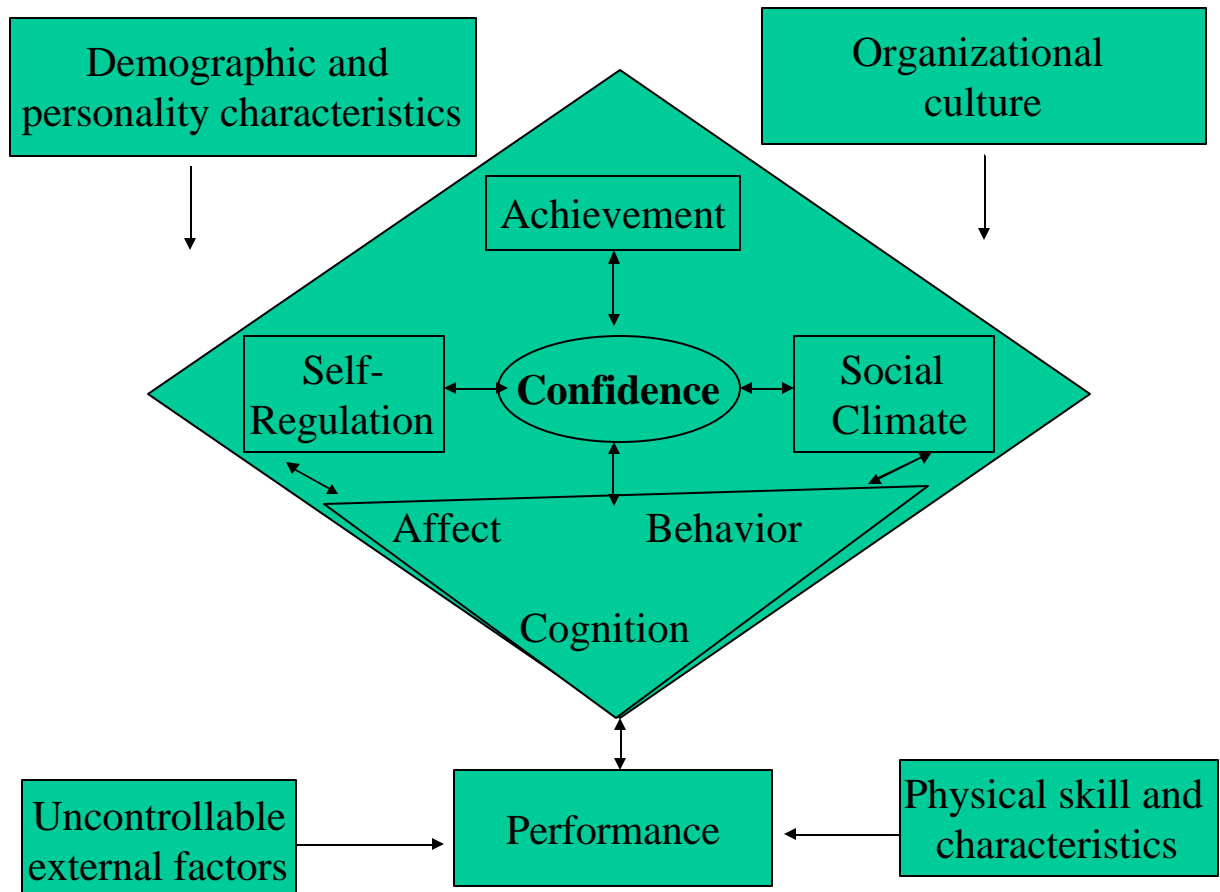 Demographic and
personality characteristics
Organizational
culture
Achievement
Self-
Regulation
Confidence
Social
Climate
Affect
Behavior
Cognition
Uncontrollable
external factors
Performance
Physical skill and
characteristics